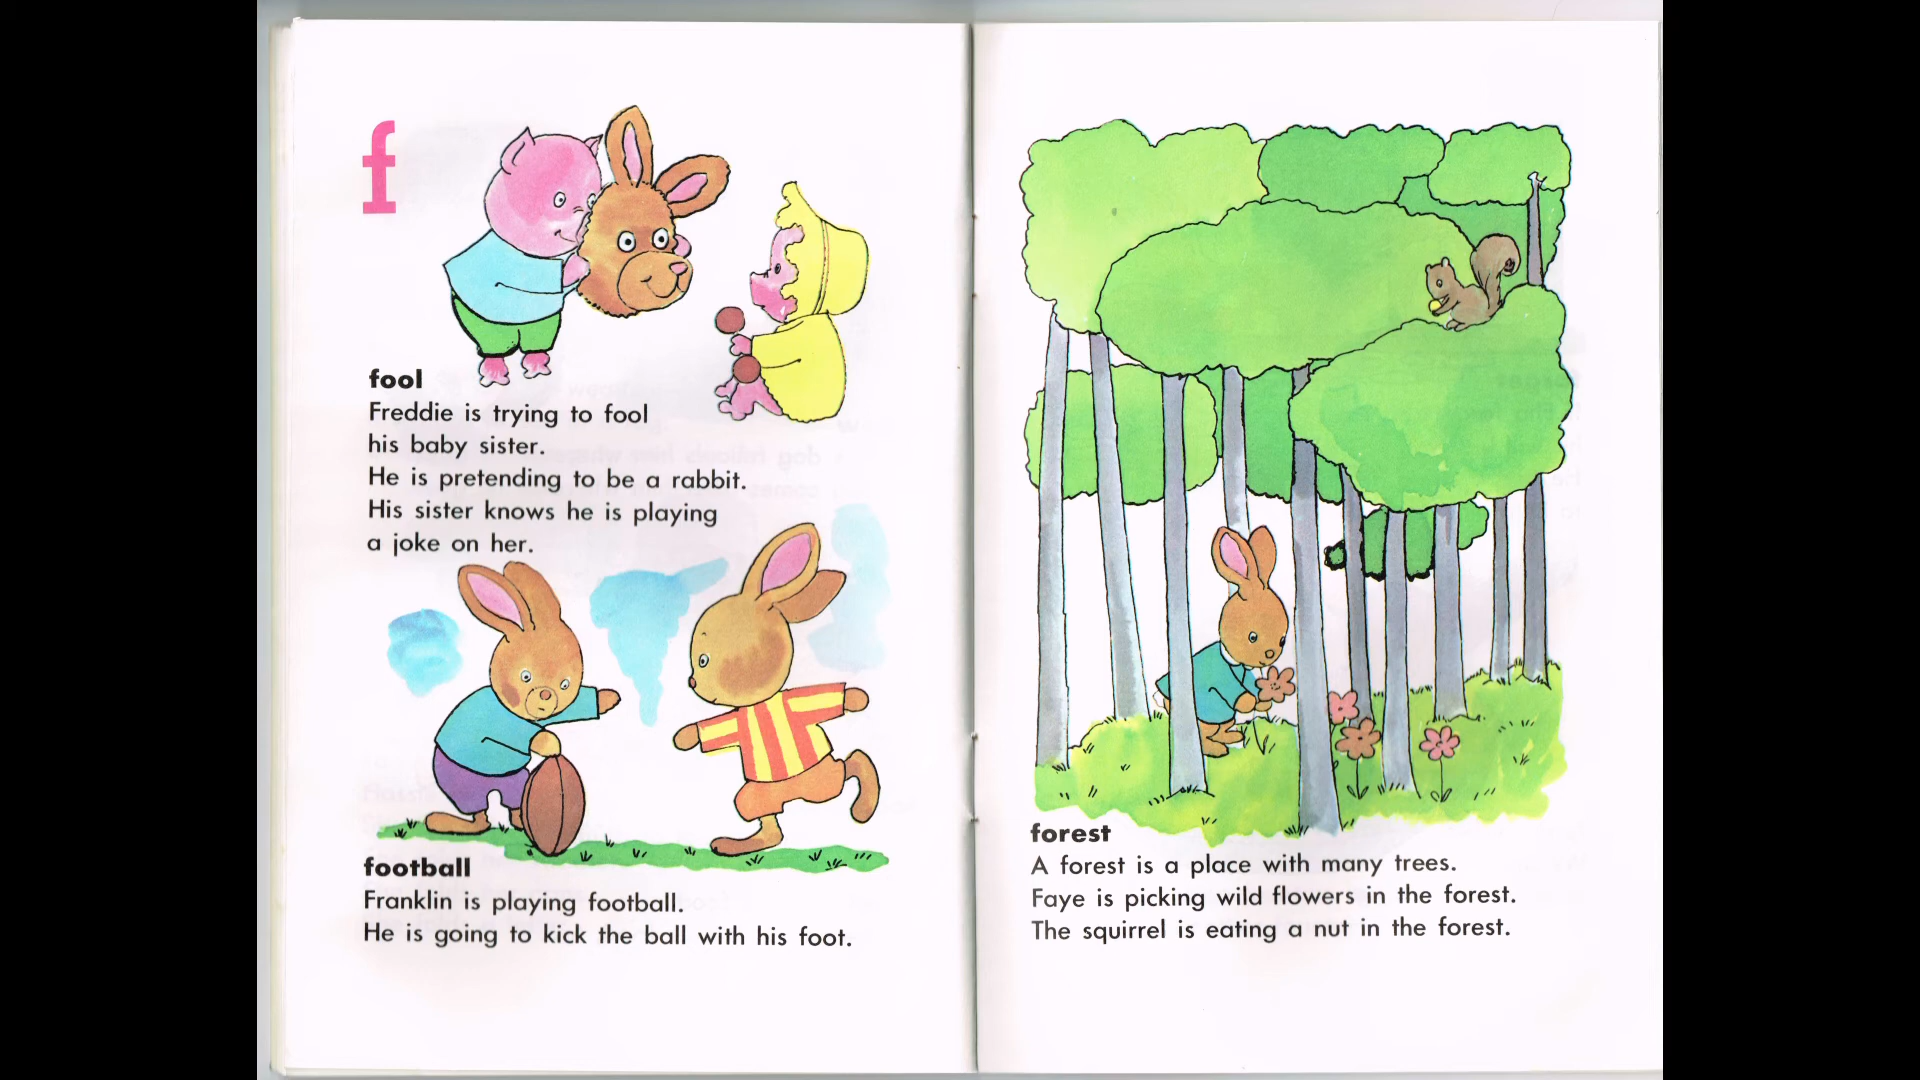 f
fool
Freddie is trying to fool
his baby sister.
He is pretending to be a rabbit.
His sister knows he is playing
a joke on her.
football
Franklin is playing football.
He is going to kick the ball with his foot.
forest
A forest is a place with many trees.
Faye is picking wild flowers in the forest.
The squirrel is eating a nut in the forest.